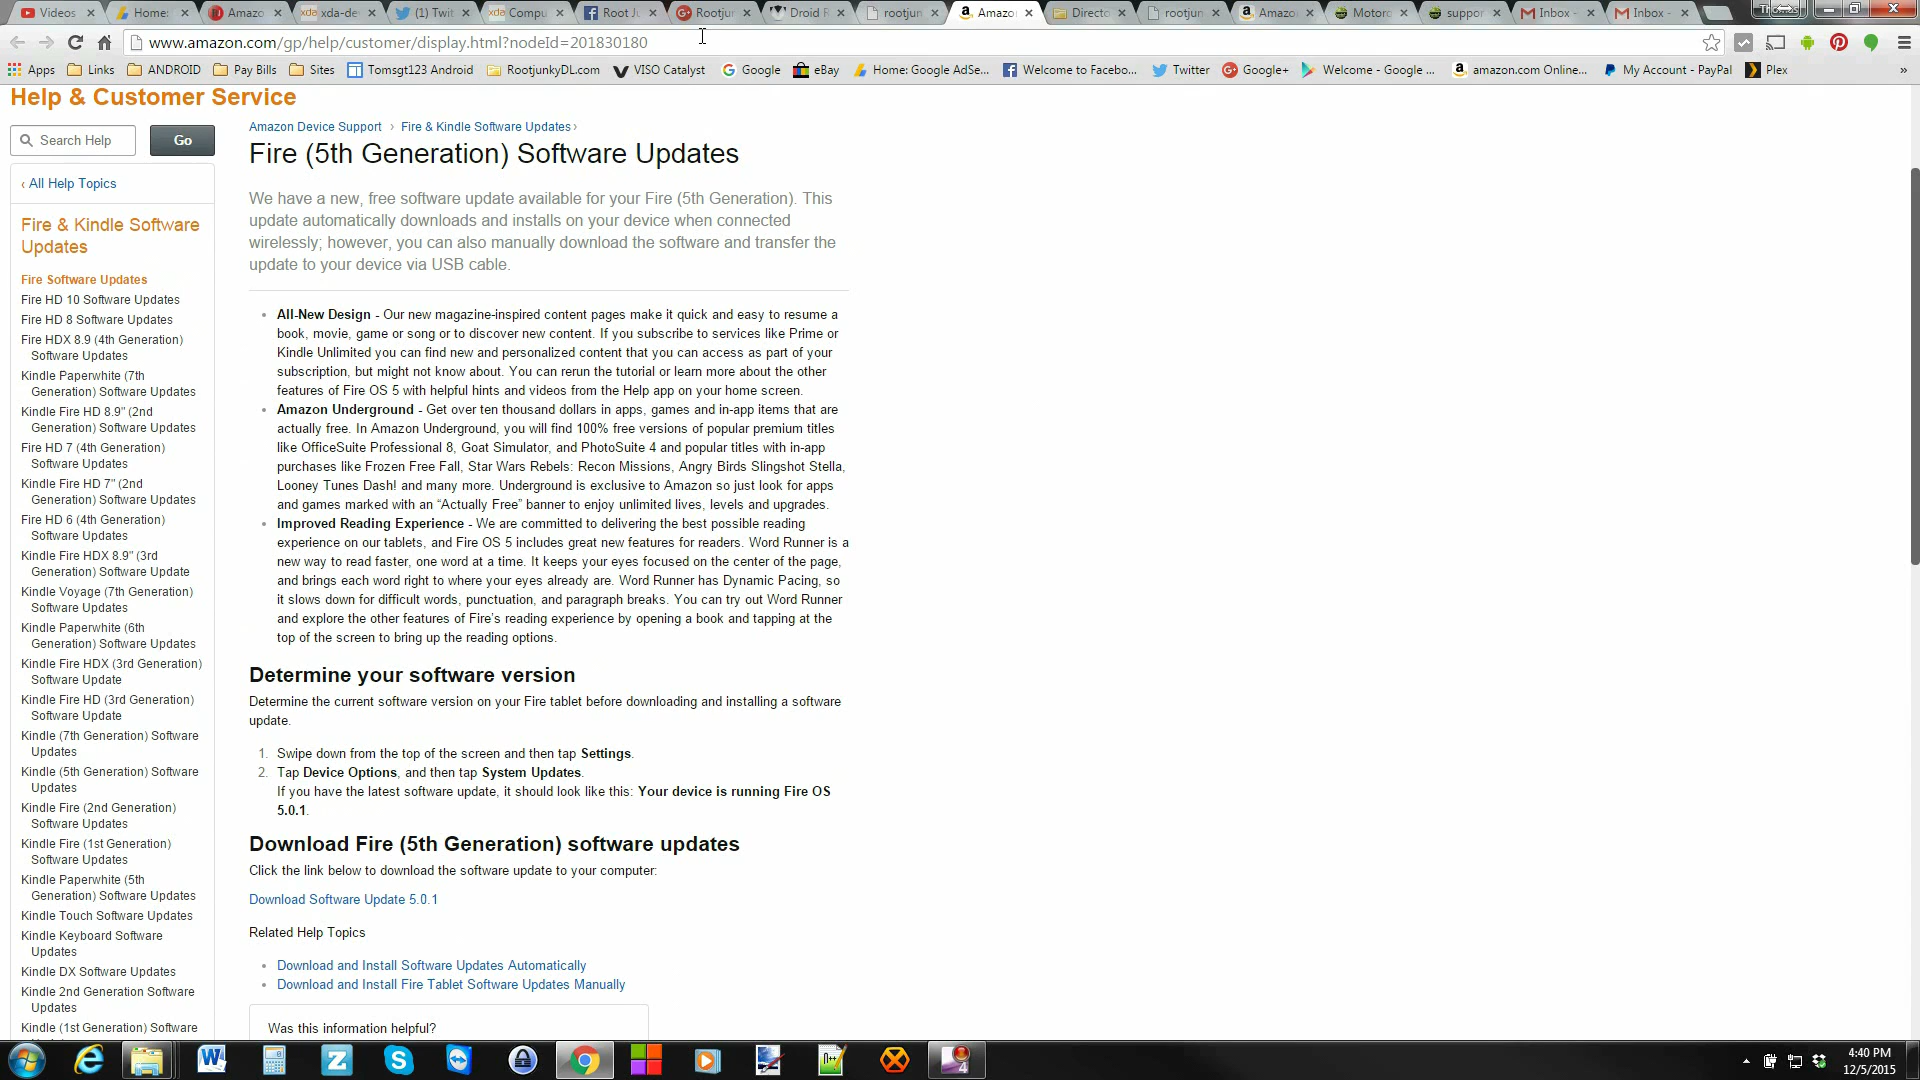 Videos
Home:
Amazo
xda-de
(1) Twit
Compu
Root Ju
Rootjun
Droid R
rootjun
Amazo
Directo
rootjun
Amazo
Motoro
suppor
Inbox -
Inbox -
www.amazon.com/gp/help/customer/display.html?nodeId=201830180
Apps Links ANDROID Pay Bills Sites Tomsgt123 Android RootjunkyDL.com VISO Catalyst Google eBay Home: Google AdSe... Welcome to Facebo... Twitter Google+ Welcome - Google ... amazon.com Online... My Account - PayPal Plex »
Help & Customer Service
Search Help Go
‹ All Help Topics
Fire & Kindle Software
Updates
Fire Software Updates
Fire HD 10 Software Updates
Fire HD 8 Software Updates
Fire HDX 8.9 (4th Generation)
Software Updates
Kindle Paperwhite (7th
Generation) Software Updates
Kindle Fire HD 8.9" (2nd
Generation) Software Updates
Fire HD 7 (4th Generation)
Software Updates
Kindle Fire HD 7" (2nd
Generation) Software Updates
Fire HD 6 (4th Generation)
Software Updates
Kindle Fire HDX 8.9" (3rd
Generation) Software Update
Kindle Voyage (7th Generation)
Software Updates
Kindle Paperwhite (6th
Generation) Software Updates
Kindle Fire HDX (3rd Generation)
Software Update
Kindle Fire HD (3rd Generation)
Software Update
Kindle (7th Generation) Software
Updates
Kindle (5th Generation) Software
Updates
Kindle Fire (2nd Generation)
Software Updates
Kindle Fire (1st Generation)
Software Updates
Kindle Paperwhite (5th
Generation) Software Updates
Kindle Touch Software Updates
Kindle Keyboard Software
Updates
Kindle DX Software Updates
Kindle 2nd Generation Software
Updates
Kindle (1st Generation) Software
Amazon Device Support › Fire & Kindle Software Updates ›
Fire (5th Generation) Software Updates
We have a new, free software update available for your Fire (5th Generation). This
update automatically downloads and installs on your device when connected
wirelessly; however, you can also manually download the software and transfer the
update to your device via USB cable.
• All-New Design - Our new magazine-inspired content pages make it quick and easy to resume a
book, movie, game or song or to discover new content. If you subscribe to services like Prime or
Kindle Unlimited you can find new and personalized content that you can access as part of your
subscription, but might not know about. You can rerun the tutorial or learn more about the other
features of Fire OS 5 with helpful hints and videos from the Help app on your home screen.
• Amazon Underground - Get over ten thousand dollars in apps, games and in-app items that are
actually free. In Amazon Underground, you will find 100% free versions of popular premium titles
like OfficeSuite Professional 8, Goat Simulator, and PhotoSuite 4 and popular titles with in-app
purchases like Frozen Free Fall, Star Wars Rebels: Recon Missions, Angry Birds Slingshot Stella,
Looney Tunes Dash! and many more. Underground is exclusive to Amazon so just look for apps
and games marked with an “Actually Free” banner to enjoy unlimited lives, levels and upgrades.
• Improved Reading Experience - We are committed to delivering the best possible reading
experience on our tablets, and Fire OS 5 includes great new features for readers. Word Runner is a
new way to read faster, one word at a time. It keeps your eyes focused on the center of the page,
and brings each word right to where your eyes already are. Word Runner has Dynamic Pacing, so
it slows down for difficult words, punctuation, and paragraph breaks. You can try out Word Runner
and explore the other features of Fire’s reading experience by opening a book and tapping at the
top of the screen to bring up the reading options.
Determine your software version
Determine the current software version on your Fire tablet before downloading and installing a software
update.
1. Swipe down from the top of the screen and then tap Settings.
2. Tap Device Options, and then tap System Updates.
If you have the latest software update, it should look like this: Your device is running Fire OS
5.0.1.
Download Fire (5th Generation) software updates
Click the link below to download the software update to your computer:
Download Software Update 5.0.1
Related Help Topics
• Download and Install Software Updates Automatically
• Download and Install Fire Tablet Software Updates Manually
Was this information helpful?
4:40 PM
12/5/2015